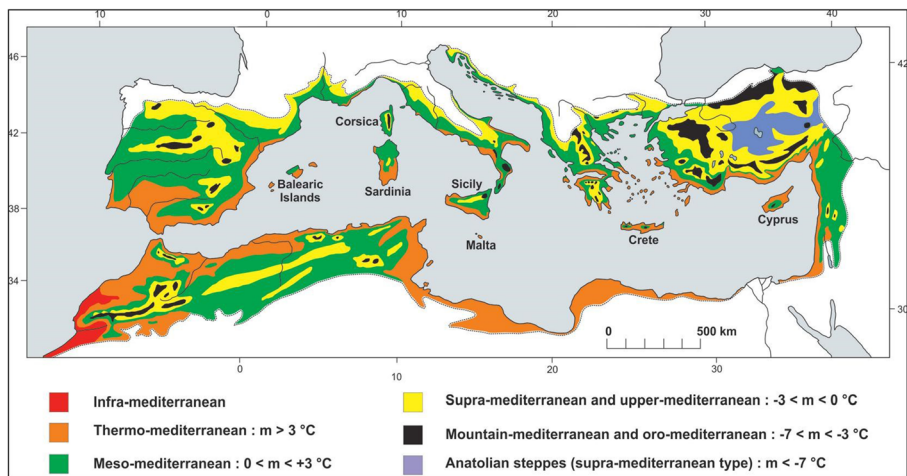 10 0 10 20 30 40
46
42
42
38
34
30
Corsica
Balearic
Islands
Sardinia
Sicily
Malta
Crete
Cyprus
0 500 km
0 10 20 30
Infra-mediterranean
Thermo-mediterranean : m > 3 °C
Meso-mediterranean : 0 < m < +3 °C
Supra-mediterranean and upper-mediterranean : -3 < m < 0 °C
Mountain-mediterranean and oro-mediterranean : -7 < m < -3 °C
Anatolian steppes (supra-mediterranean type) : m < -7 °C